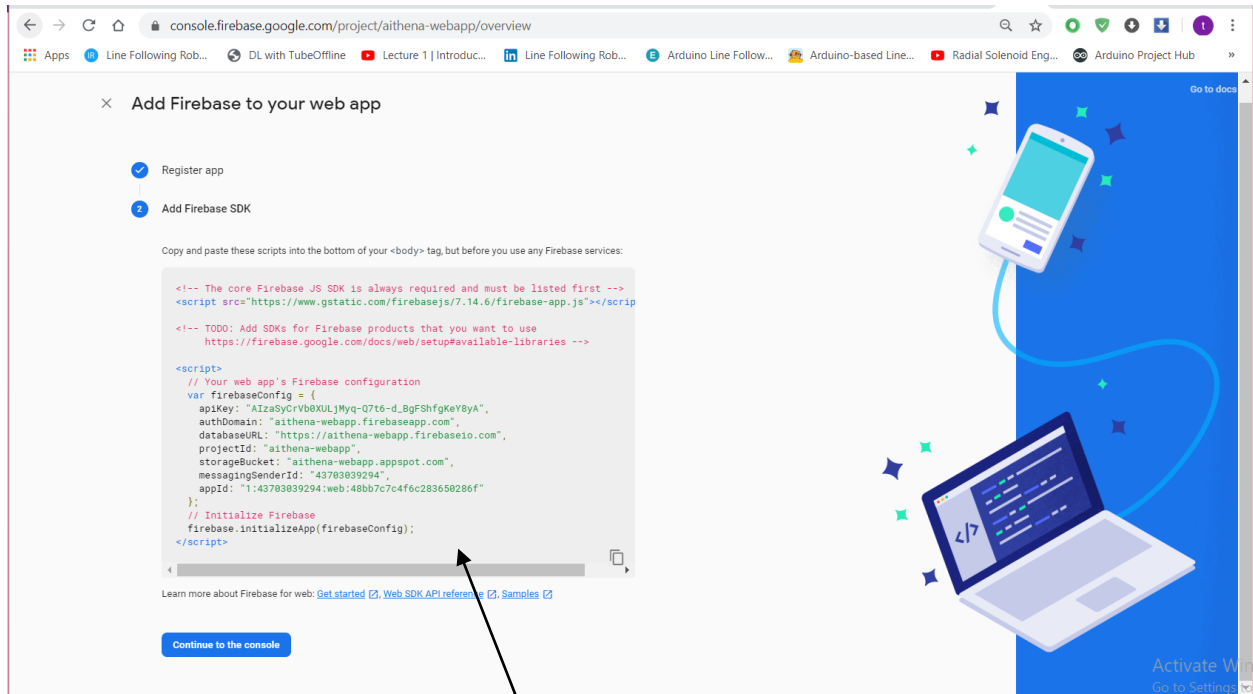 console.firebase.google.com/project/aithena-webapp/overview
t
Apps
IR Line Following Rob...
DL with TubeOffline
Lecture 1 | Introduc...
in Line Following Rob...
E Arduino Line Follow...
Arduino-based Line...
Radial Solenoid Eng...
Arduino Project Hub
»
Go to docs
× Add Firebase to your web app
Register app
2 Add Firebase SDK
Copy and paste these scripts into the bottom of your <body> tag, but before you use any Firebase services:
<!-- The core Firebase JS SDK is always required and must be listed first -->
<script src="https://www.gstatic.com/firebasejs/7.14.6/firebase-app.js"></scrip
<!-- TODO: Add SDKs for Firebase products that you want to use
https://firebase.google.com/docs/web/setup#available-libraries -->
<script>
// Your web app's Firebase configuration
var firebaseConfig = {
apiKey: "AIzaSyCrVb0XULjMyq-Q7t6-d_BgFShfgKeY8yA",
authDomain: "aithena-webapp.firebaseapp.com",
databaseURL: "https://aithena-webapp.firebaseio.com",
projectId: "aithena-webapp",
storageBucket: "aithena-webapp.appspot.com",
messagingSenderId: "43703039294",
appId: "1:43703039294:web:48bb7c7c4f6c283650286f"
};
// Initialize Firebase
firebase.initializeApp(firebaseConfig);
</script>
Learn more about Firebase for web: Get started, Web SDK API reference, Samples
Continue to the console
</>
Activate Win
Go to Settings to